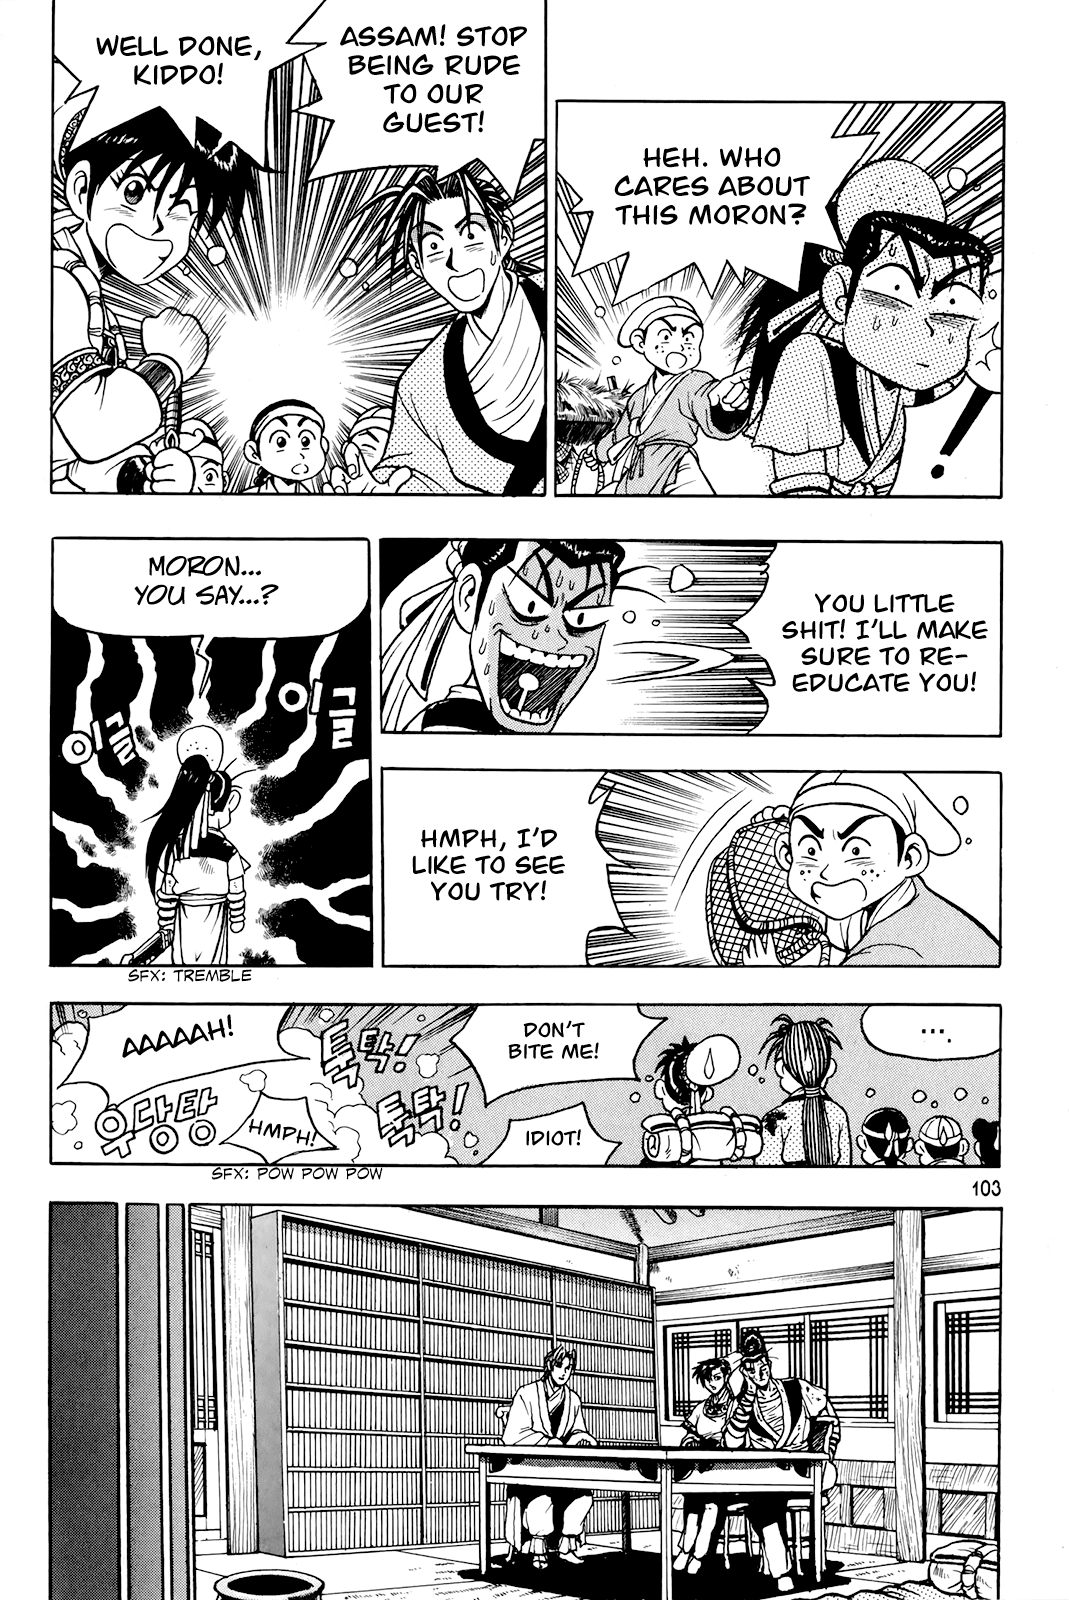 WELL DONE,
KIDDO!
ASSAM! STOP
BEING RUDE
TO OUR
GUEST!
HEH. WHO
CARES ABOUT
THIS MORON?
!
MORON...
YOU SAY...?
이글
이글
SFX: TREMBLE
YOU LITTLE
SHIT! I'LL MAKE
SURE TO RE-
EDUCATE YOU!
HMPH, I'D
LIKE TO SEE
YOU TRY!
AAAAAH!
우당탕
HMPH!
툭탁!
툭탁!
SFX: POW POW POW
DON'T
BITE ME!
IDIOT!
....
103